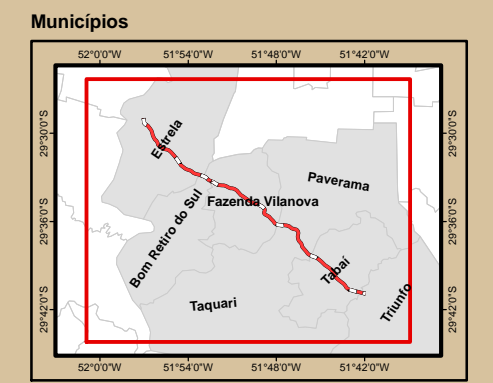 Municípios
52°0'0"W 51°54'0"W 51°48'0"W 51°42'0"W
29°30'0"S
29°30'0"S
Estrela
Paverama
Fazenda Vilanova
Bom Retiro do Sul
29°36'0"S
29°36'0"S
Tabaí
Taquari
Triunfo
29°42'0"S
29°42'0"S
52°0'0"W 51°54'0"W 51°48'0"W 51°42'0"W